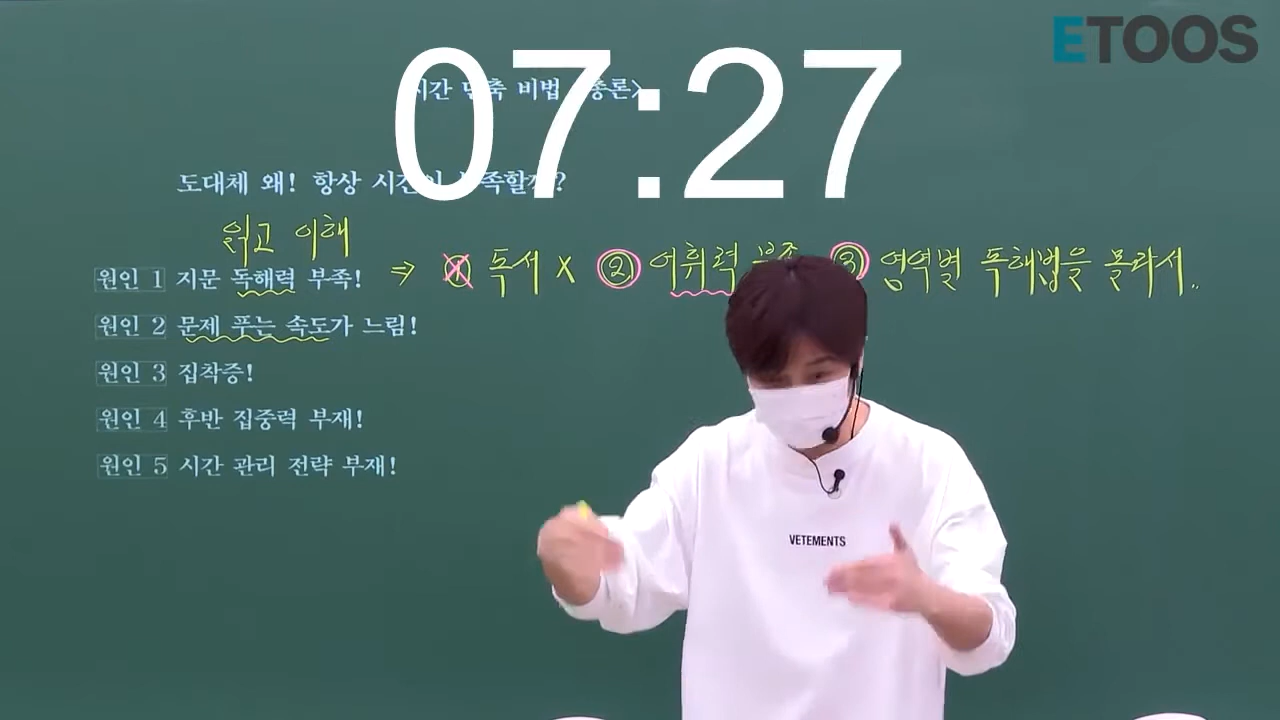 ETOOS
07:27
시간 단축 비법 총론>
도대체 왜! 항상 시간이 부족할까?
읽고 이해
원인 1 지문 독해력 부족! ⇒ ① 독서 X ② 어휘력 부족 ③ 영역별 독해법을 몰라서..
원인 2 문제 푸는 속도가 느림!
원인 3 집착증!
원인 4 후반 집중력 부재!
원인 5 시간 관리 전략 부재!
VETEMENTS